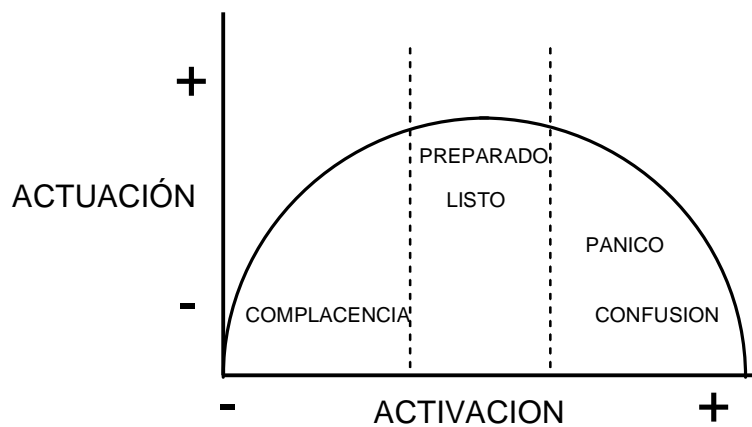 +
PREPARADO
ACTUACIÓN
LISTO
PANICO
-
COMPLACENCIA
CONFUSION
-
ACTIVACION
+